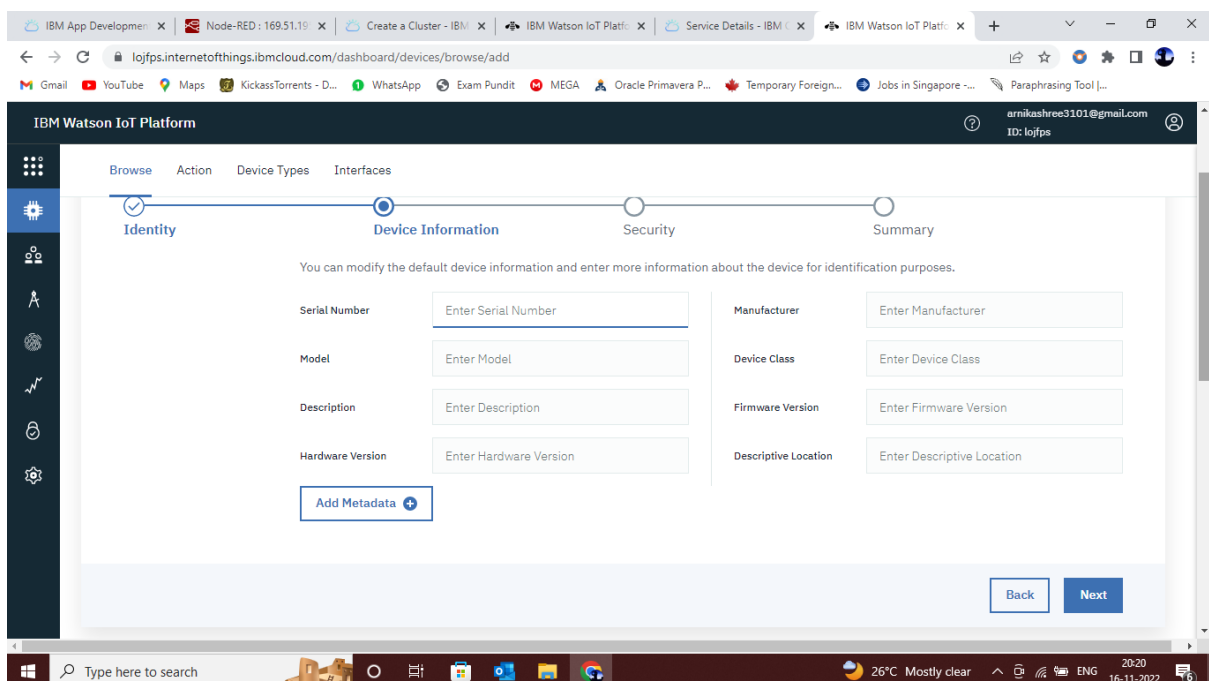 IBM App Developmen
Node-RED : 169.51.19
Create a Cluster - IBM
IBM Watson IoT Platfo
Service Details - IBM C
IBM Watson IoT Platfo
lojfps.internetofthings.ibmcloud.com/dashboard/devices/browse/add
Gmail YouTube Maps KickassTorrents - D... WhatsApp Exam Pundit MEGA Oracle Primavera P... Temporary Foreign... Jobs in Singapore -... Paraphrasing Tool |...
IBM Watson IoT Platform
arnikashree3101@gmail.com
ID: lojfps
Browse Action Device Types Interfaces
Identity Device Information Security Summary
You can modify the default device information and enter more information about the device for identification purposes.
Serial Number Enter Serial Number Manufacturer Enter Manufacturer
Model Enter Model Device Class Enter Device Class
Description Enter Description Firmware Version Enter Firmware Version
Hardware Version Enter Hardware Version Descriptive Location Enter Descriptive Location
Add Metadata
Back Next
Type here to search
26°C Mostly clear
ENG
20:20
16-11-2022
6